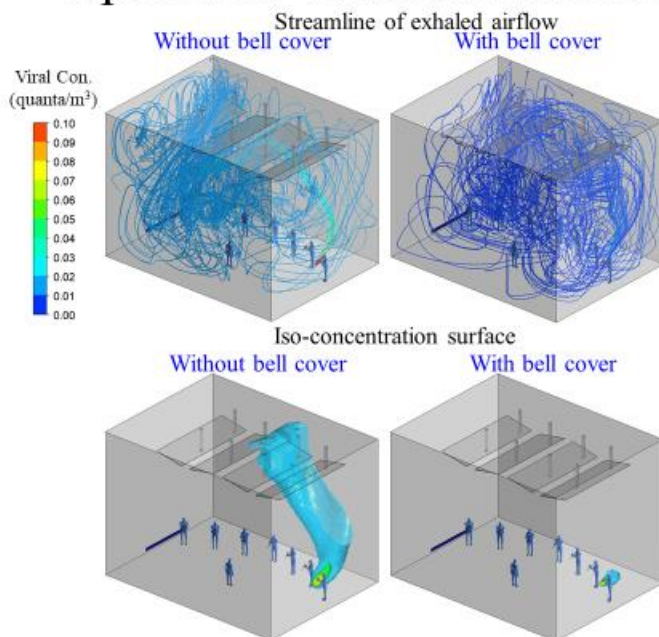 Streamline of exhaled airflow
Without bell cover
With bell cover
Viral Con.
(quanta/m³)
0.10
0.09
0.08
0.07
0.06
0.05
0.04
0.03
0.02
0.01
0.00
Iso-concentration surface
Without bell cover
With bell cover